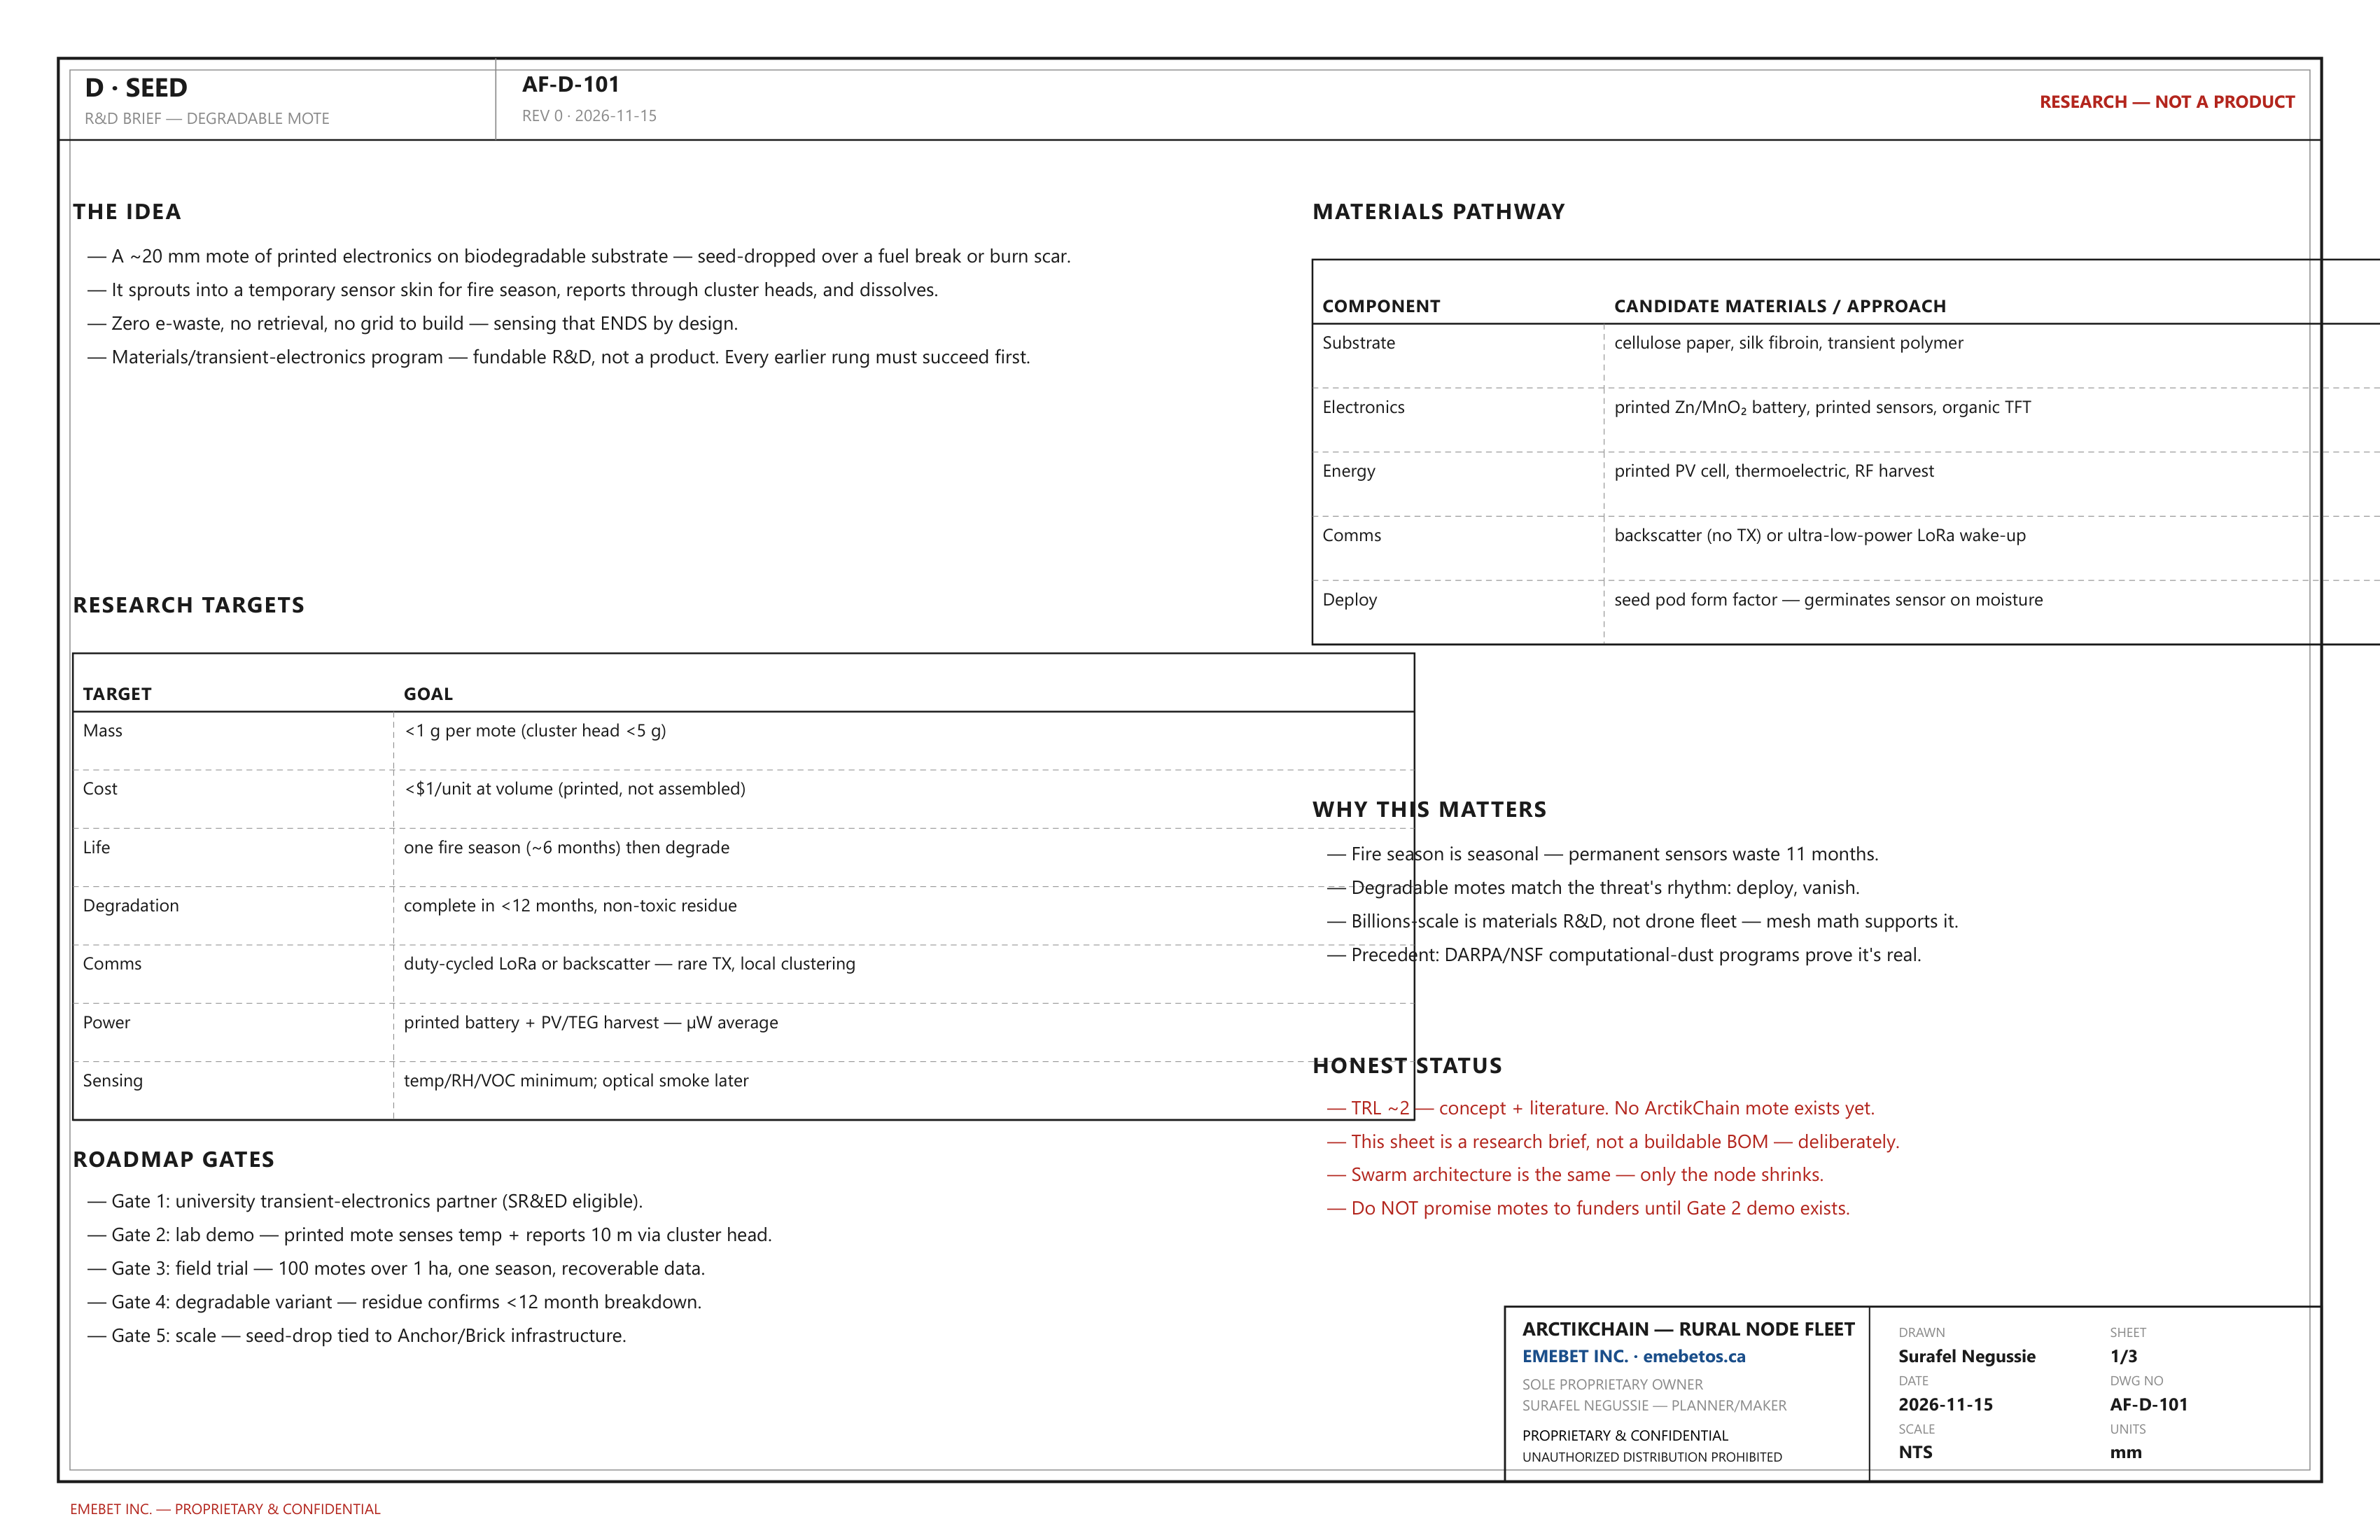 D · SEED
R&D BRIEF — DEGRADABLE MOTE
AF-D-101
REV 0 · 2026-11-15
RESEARCH — NOT A PRODUCT
THE IDEA
— A ~20 mm mote of printed electronics on biodegradable substrate — seed-dropped over a fuel break or burn scar.
— It sprouts into a temporary sensor skin for fire season, reports through cluster heads, and dissolves.
— Zero e-waste, no retrieval, no grid to build — sensing that ENDS by design.
— Materials/transient-electronics program — fundable R&D, not a product. Every earlier rung must succeed first.
RESEARCH TARGETS
TARGET GOAL
Mass <1 g per mote (cluster head <5 g)
Cost <$1/unit at volume (printed, not assembled)
Life one fire season (~6 months) then degrade
Degradation complete in <12 months, non-toxic residue
Comms duty-cycled LoRa or backscatter — rare TX, local clustering
Power printed battery + PV/TEG harvest — µW average
Sensing temp/RH/VOC minimum; optical smoke later
ROADMAP GATES
— Gate 1: university transient-electronics partner (SR&ED eligible).
— Gate 2: lab demo — printed mote senses temp + reports 10 m via cluster head.
— Gate 3: field trial — 100 motes over 1 ha, one season, recoverable data.
— Gate 4: degradable variant — residue confirms <12 month breakdown.
— Gate 5: scale — seed-drop tied to Anchor/Brick infrastructure.
MATERIALS PATHWAY
COMPONENT CANDIDATE MATERIALS / APPROACH
Substrate cellulose paper, silk fibroin, transient polymer
Electronics printed Zn/MnO₂ battery, printed sensors, organic TFT
Energy printed PV cell, thermoelectric, RF harvest
Comms backscatter (no TX) or ultra-low-power LoRa wake-up
Deploy seed pod form factor — germinates sensor on moisture
WHY THIS MATTERS
— Fire season is seasonal — permanent sensors waste 11 months.
— Degradable motes match the threat's rhythm: deploy, vanish.
— Billions-scale is materials R&D, not drone fleet — mesh math supports it.
— Precedent: DARPA/NSF computational-dust programs prove it's real.
HONEST STATUS
— TRL ~2 — concept + literature. No ArctikChain mote exists yet.
— This sheet is a research brief, not a buildable BOM — deliberately.
— Swarm architecture is the same — only the node shrinks.
— Do NOT promise motes to funders until Gate 2 demo exists.
ARCTIKCHAIN — RURAL NODE FLEET
EMEBET INC. · emebetos.ca
SOLE PROPRIETARY OWNER
SURAFEL NEGUSSIE — PLANNER/MAKER
PROPRIETARY & CONFIDENTIAL
UNAUTHORIZED DISTRIBUTION PROHIBITED
DRAWN SHEET
Surafel Negussie 1/3
DATE DWG NO
2026-11-15 AF-D-101
SCALE UNITS
NTS mm
EMEBET INC. — PROPRIETARY & CONFIDENTIAL